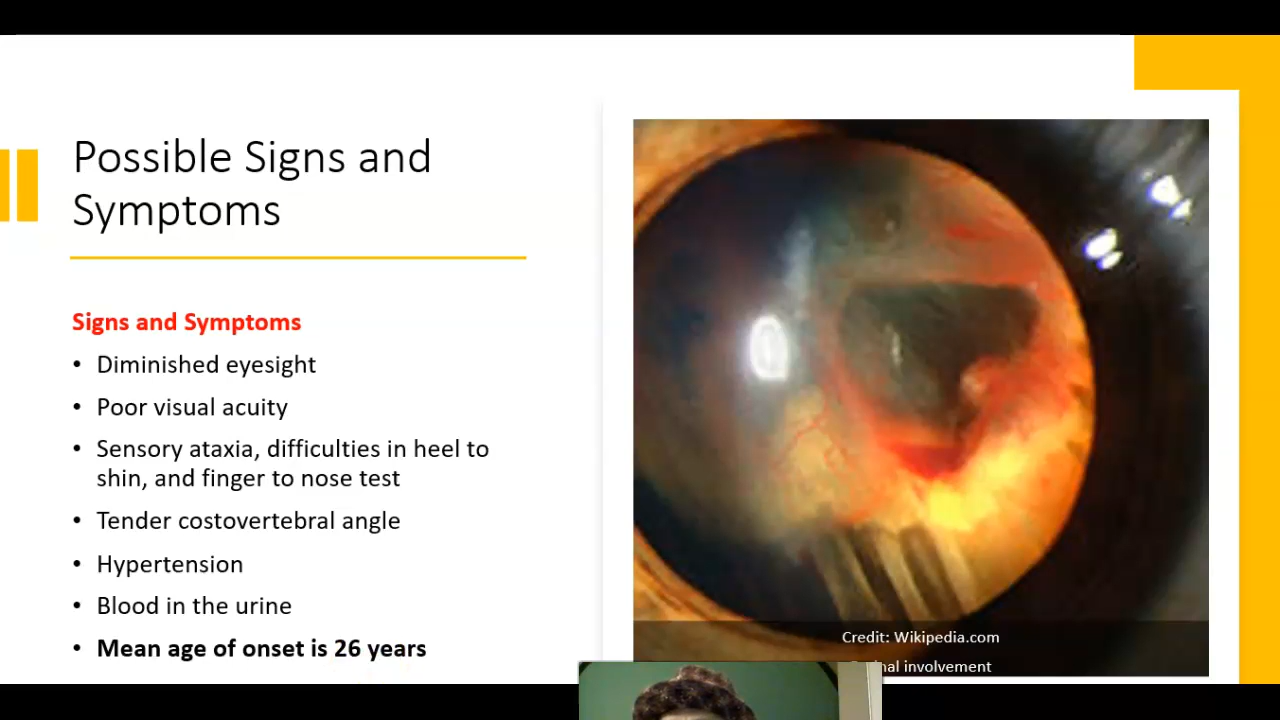 Possible Signs and
Symptoms
Signs and Symptoms
• Diminished eyesight
• Poor visual acuity
• Sensory ataxia, difficulties in heel to
shin, and finger to nose test
• Tender costovertebral angle
• Hypertension
• Blood in the urine
• Mean age of onset is 26 years
Credit: Wikipedia.com
involvement